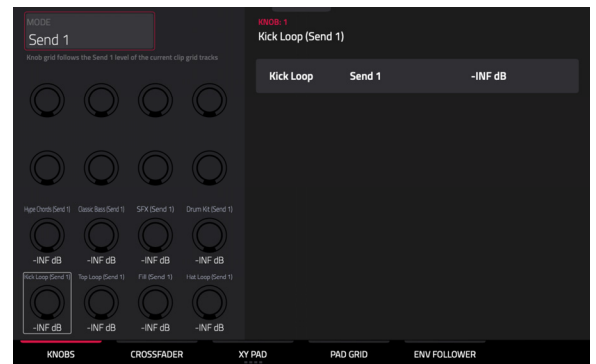 MODE
Send 1
Knob grid follows the Send 1 level of the current clip grid tracks
Hype Chords (Send 1) Classic Bass (Send 1) SFX (Send 1) Drum Kit (Send 1)
-INF dB -INF dB -INF dB -INF dB
Kick Loop (Send 1) Top Loop (Send 1) Fill (Send 1) Hat Loop (Send 1)
-INF dB -INF dB -INF dB -INF dB
KNOB: 1
Kick Loop (Send 1)
Kick Loop Send 1 -INF dB
KNOBS CROSSFADER XY PAD PAD GRID ENV FOLLOWER